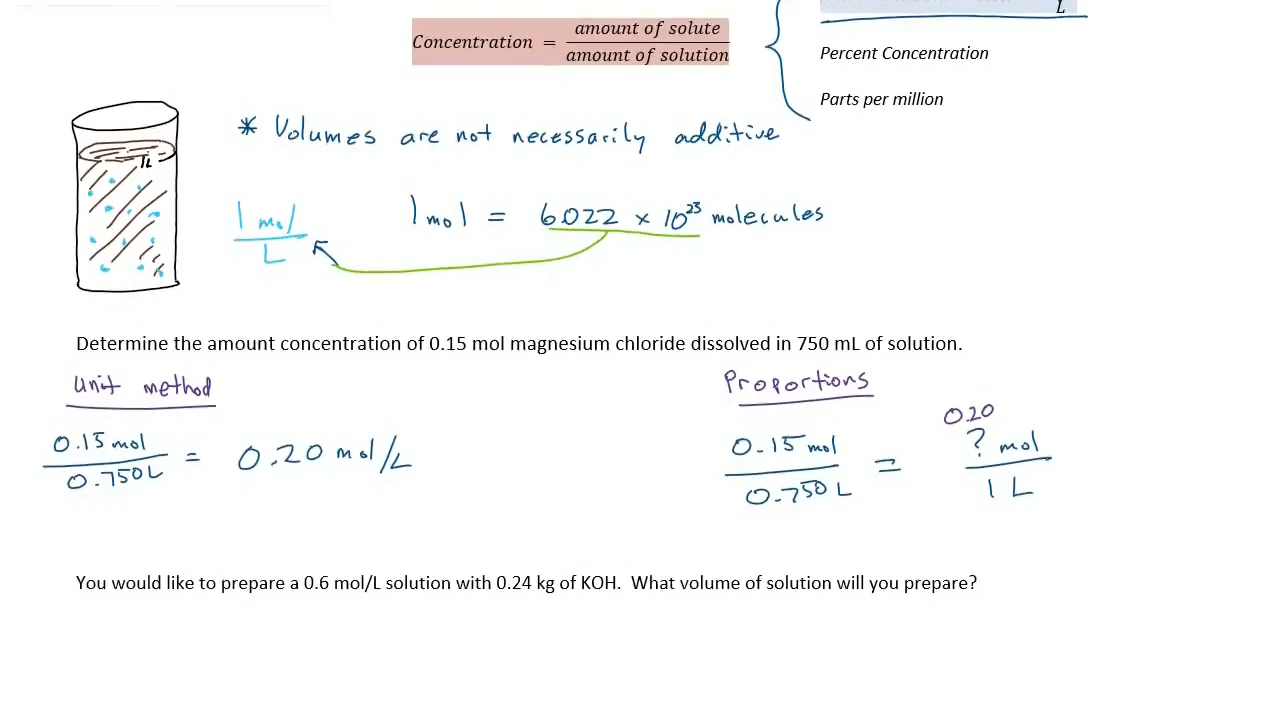 L
Concentration = amount of solute / amount of solution
Percent Concentration
Parts per million
* Volumes are not necessarily additive
1L
1 mol / L
1 mol = 6.022 × 10²³ molecules
Determine the amount concentration of 0.15 mol magnesium chloride dissolved in 750 mL of solution.
Unit method
0.15 mol / 0.750 L = 0.20 mol/L
Proportions
0.20
0.15 mol / 0.750 L = ? mol / 1 L
You would like to prepare a 0.6 mol/L solution with 0.24 kg of KOH.  What volume of solution will you prepare?